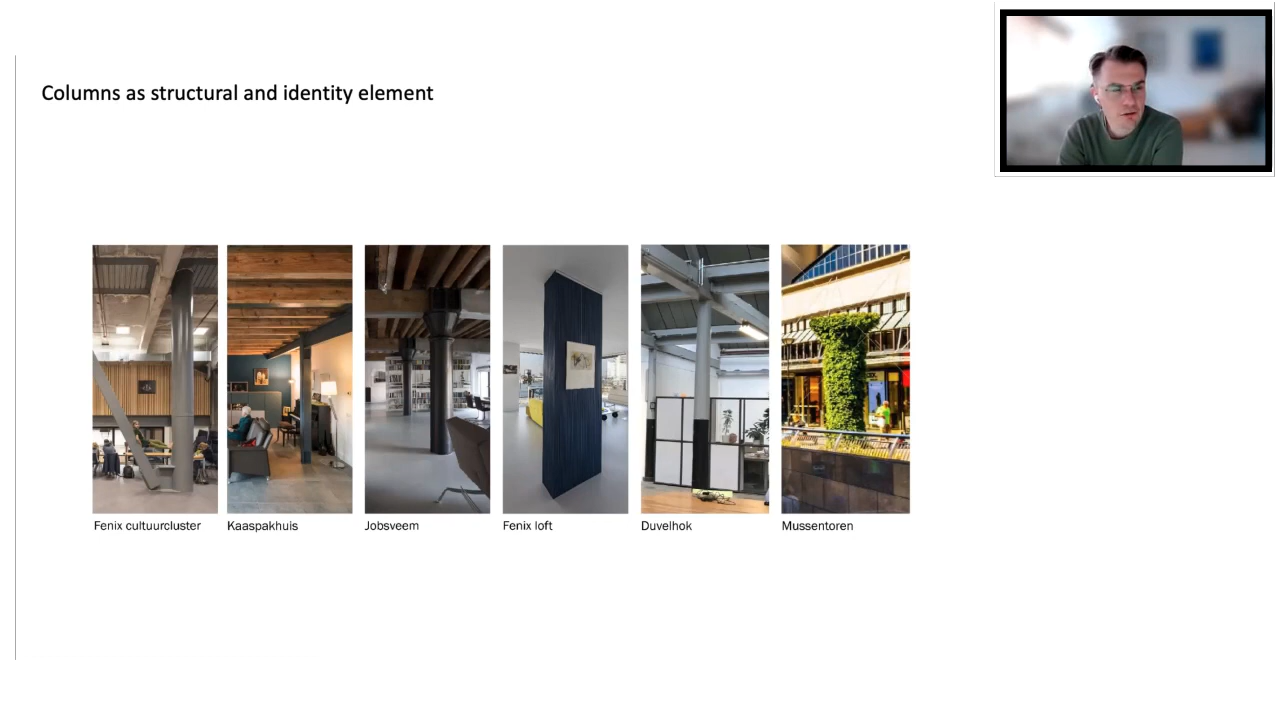 Columns as structural and identity element
Fenix cultuurcluster
Kaaspakhuis
Jobsveem
Fenix loft
Duvelhok
Mussentoren